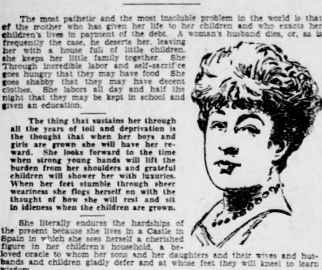 The most pathetic and the most insoluble problem in the world is that
of the mother who has given her life to her children and who exacts her
children's lives in payment of the debt. A woman's husband dies, or, as is
frequently the case, he deserts her, leaving
her with a house full of little children.
She keeps her little family together. She
Through incredible labor and self-sacrifice
goes hungry that they may have food She
goes shabby that they may have decent
clothes. She labors all day and half the
night that they may be kept in school and
given an education.
The thing that sustains her through
all the years of toil and deprivation is
the thought that when her boys and
girls are grown she will have her re-
ward. She looks forward to the time
when strong young hands will lift the
burden from her shoulders and grateful
children will shower her with luxuries.
When her feet stumble through sheer
weariness she flogs herself on with the
thought of how she will rest and sit
in idleness when the children are grown.
She literally endures the hardships of
the present because she lives in a Castle in
Spain in which she sees herself a cherished
figure in her children's household, a be-
loved oracle to whom her sons and her daughters and their wives and hus-
bands and children gladly defer and at whose feet they will kneel to learn
wisdom.